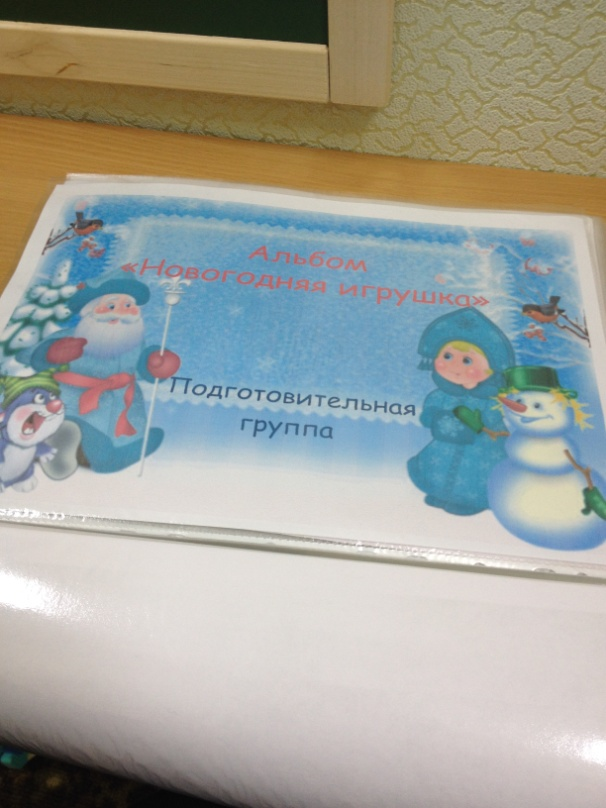 Альбом
«Новогодняя игрушка»
Подготовительная
группа